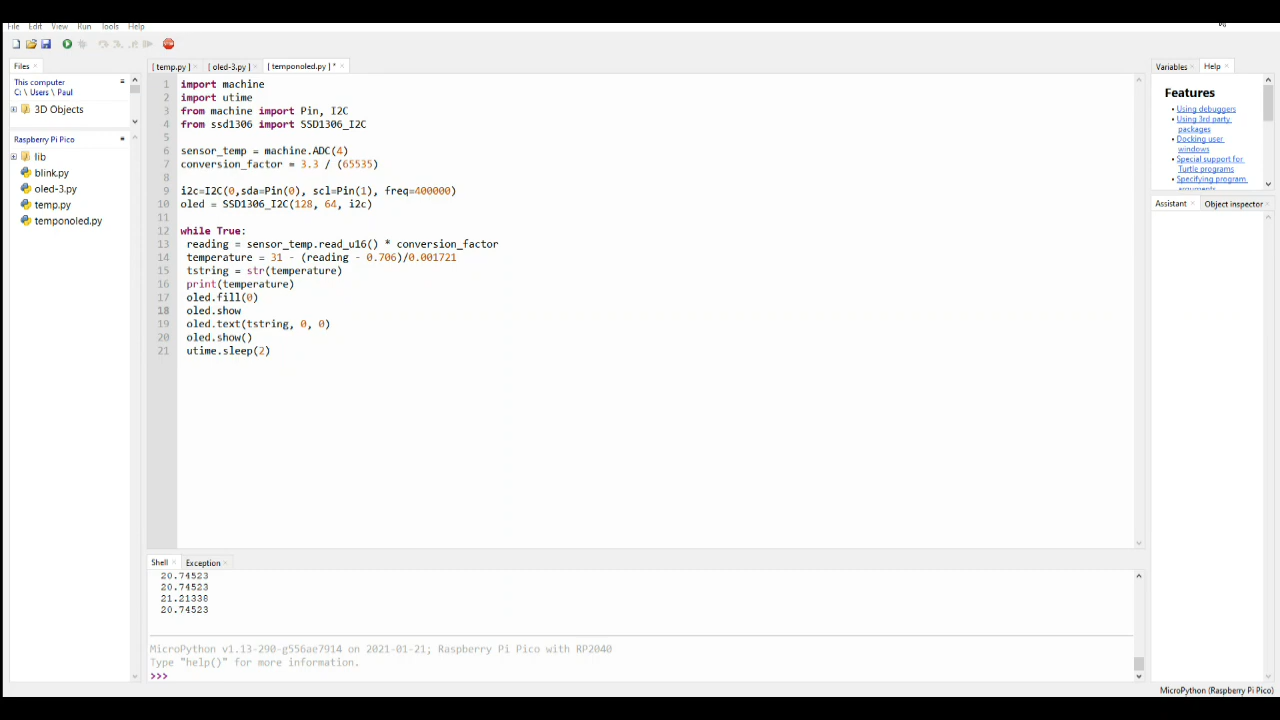 File Edit View Run Tools Help
Files
This computer
C: \ Users \ Paul
3D Objects
Raspberry Pi Pico
lib
blink.py
oled-3.py
temp.py
temponoled.py
[ temp.py ] [ oled-3.py ] [ temponoled.py ] *
1 import machine
2 import utime
3 from machine import Pin, I2C
4 from ssd1306 import SSD1306_I2C
5
6 sensor_temp = machine.ADC(4)
7 conversion_factor = 3.3 / (65535)
8
9 i2c=I2C(0,sda=Pin(0), scl=Pin(1), freq=400000)
10 oled = SSD1306_I2C(128, 64, i2c)
11
12 while True:
13 reading = sensor_temp.read_u16() * conversion_factor
14 temperature = 31 - (reading - 0.706)/0.001721
15 tstring = str(temperature)
16 print(temperature)
17 oled.fill(0)
18 oled.show
19 oled.text(tstring, 0, 0)
20 oled.show()
21 utime.sleep(2)
Shell Exception
20.74523
20.74523
21.21338
20.74523
MicroPython v1.13-290-g556ae7914 on 2021-01-21; Raspberry Pi Pico with RP2040
Type "help()" for more information.
>>>
Variables Help
Features
Using debuggers
Using 3rd party
packages
Docking user
windows
Special support for
Turtle programs
Specifying program
arguments
Assistant Object inspector
MicroPython (Raspberry Pi Pico)